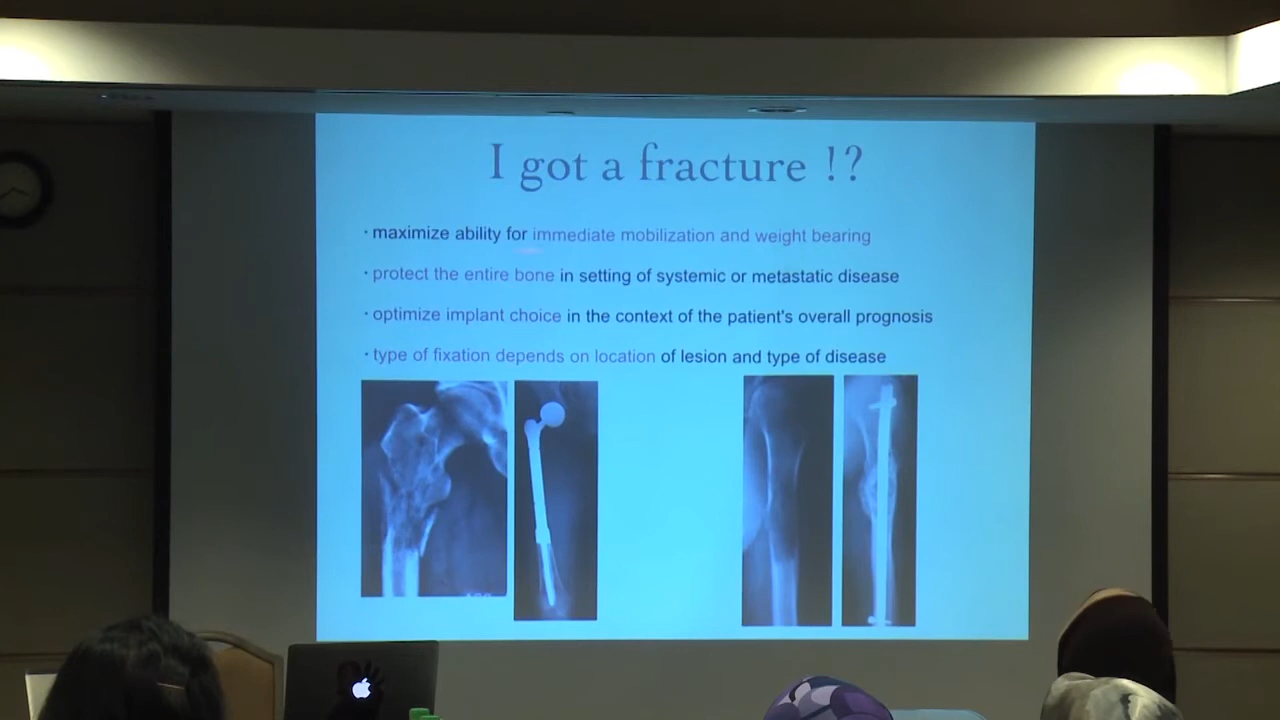 I got a fracture !?
· maximize ability for immediate mobilization and weight bearing
· protect the entire bone in setting of systemic or metastatic disease
· optimize implant choice in the context of the patient's overall prognosis
· type of fixation depends on location of lesion and type of disease